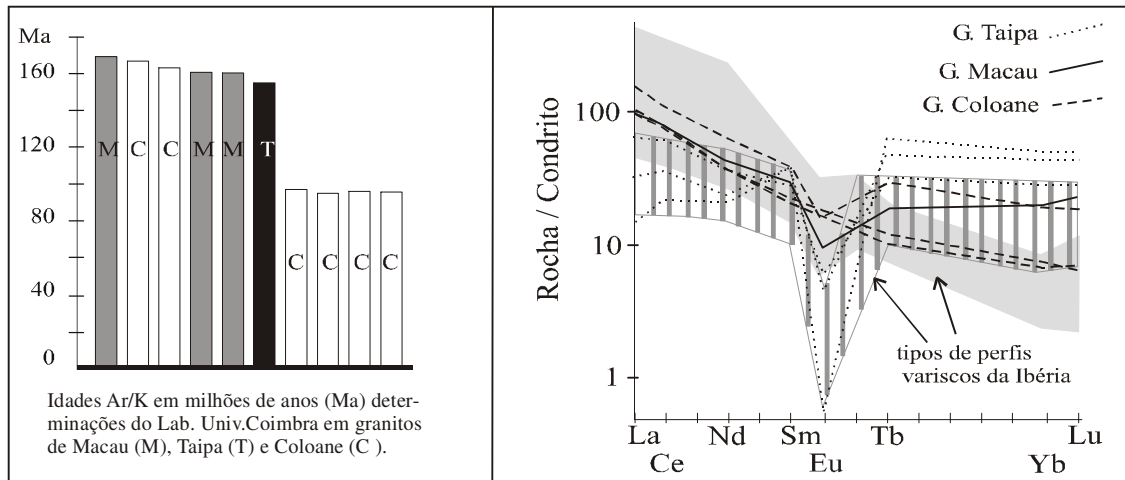 Ma
160
120
80
40
0
M
C
C
M
M
T
C
C
C
C
Idades Ar/K em milhões de anos (Ma) deter-
minações do Lab. Univ.Coimbra em granitos
de Macau (M), Taipa (T) e Coloane (C ).
Rocha / Condrito
100
10
1
G. Taipa
G. Macau
G. Coloane
tipos de perfis
variscos da Ibéria
La
Ce
Nd
Sm
Eu
Tb
Yb
Lu